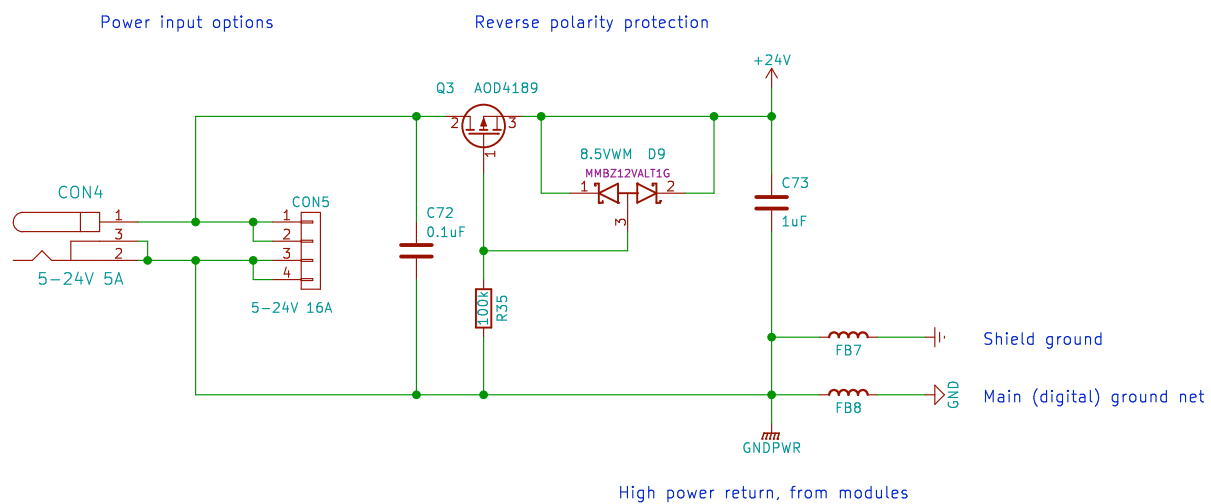 Power input options
Reverse polarity protection
+24V
Q3 AOD4189
2
3
1
8.5VWM D9
MMBZ12VALT1G
1
2
3
C73
1uF
CON4
1
3
2
5-24V 5A
CON5
1
2
3
4
5-24V 16A
C72
0.1uF
100k
R35
FB7
Shield ground
FB8
GND
Main (digital) ground net
GNDPWR
High power return, from modules